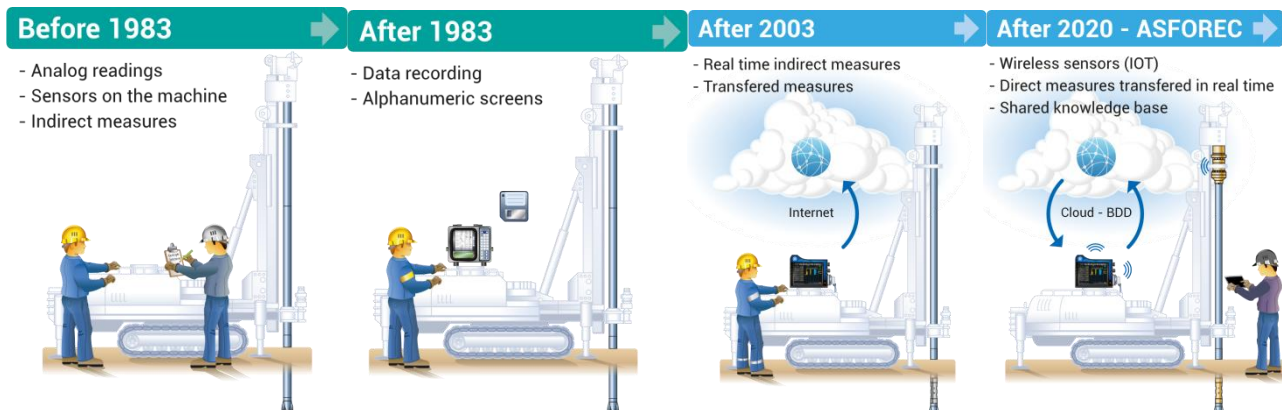 Before 1983
- Analog readings
- Sensors on the machine
- Indirect measures
After 1983
- Data recording
- Alphanumeric screens
After 2003
- Real time indirect measures
- Transfered measures
Internet
After 2020 - ASFOREC
- Wireless sensors (IOT)
- Direct measures transfered in real time
- Shared knowledge base
Cloud - BDD